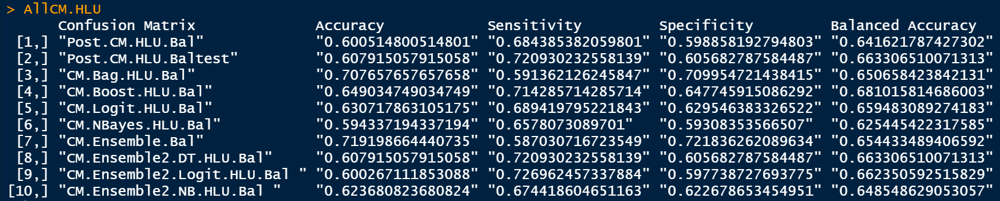 > AllCM.HLU
Confusion Matrix Accuracy Sensitivity Specificity Balanced Accuracy
[1,] "Post.CM.HLU.Bal" "0.600514800514801" "0.684385382059801" "0.598858192794803" "0.641621787427302"
[2,] "Post.CM.HLU.Baltest" "0.607915057915058" "0.720930232558139" "0.605682787584487" "0.663306510071313"
[3,] "CM.Bag.HLU.Bal" "0.707657657657658" "0.591362126245847" "0.709954721438415" "0.650658423842131"
[4,] "CM.Boost.HLU.Bal" "0.649034749034749" "0.714285714285714" "0.647745915086292" "0.681015814686003"
[5,] "CM.Logit.HLU.Bal" "0.630717863105175" "0.689419795221843" "0.629546383326522" "0.659483089274183"
[6,] "CM.NBayes.HLU.Bal" "0.594337194337194" "0.6578073089701" "0.59308353566507" "0.625445422317585"
[7,] "CM.Ensemble.Bal" "0.719198664440735" "0.587030716723549" "0.721836262089634" "0.654433489406592"
[8,] "CM.Ensemble2.DT.HLU.Bal" "0.607915057915058" "0.720930232558139" "0.605682787584487" "0.663306510071313"
[9,] "CM.Ensemble2.Logit.HLU.Bal " "0.600267111853088" "0.726962457337884" "0.597738727693775" "0.662350592515829"
[10,] "CM.Ensemble2.NB.HLU.Bal " "0.623680823680824" "0.674418604651163" "0.622678653454951" "0.648548629053057"